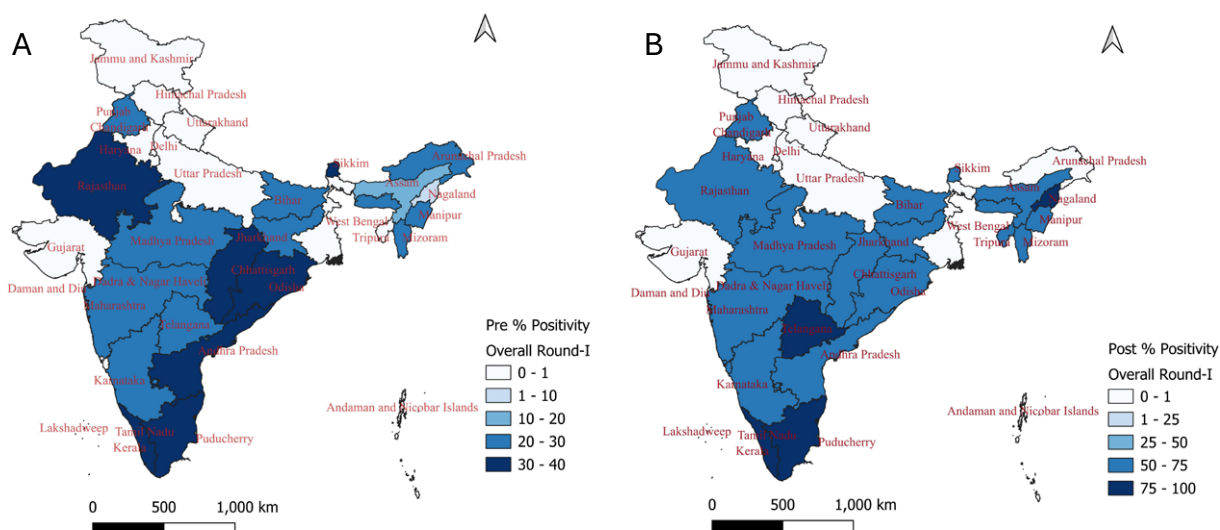 A
Jammu and Kashmir
Himachal Pradesh
Punjab
Chandigarh
Uttarakhand
Haryana
Delhi
Sikkim
Arunachal Pradesh
Rajasthan
Uttar Pradesh
Assam
Nagaland
Bihar
West Bengal
Manipur
Tripura
Mizoram
Gujarat
Madhya Pradesh
Jharkhand
Chhattisgarh
Daman and Diu
Dadra & Nagar Haveli
Odisha
Maharashtra
Telangana
Andhra Pradesh
Karnataka
Andaman and Nicobar Islands
Lakshadweep
Tamil Nadu
Puducherry
Kerala
Pre % Positivity
Overall Round-I
0 - 1
1 - 10
10 - 20
20 - 30
30 - 40
0 500 1,000 km
B
Jammu and Kashmir
Himachal Pradesh
Punjab
Chandigarh
Uttarakhand
Haryana
Delhi
Sikkim
Arunachal Pradesh
Rajasthan
Uttar Pradesh
Assam
Nagaland
Bihar
West Bengal
Manipur
Tripura
Mizoram
Gujarat
Madhya Pradesh
Jharkhand
Chhattisgarh
Daman and Diu
Dadra & Nagar Haveli
Odisha
Maharashtra
Telangana
Andhra Pradesh
Karnataka
Andaman and Nicobar Islands
Lakshadweep
Tamil Nadu
Puducherry
Kerala
Post % Positivity
Overall Round-I
0 - 1
1 - 25
25 - 50
50 - 75
75 - 100
0 500 1,000 km